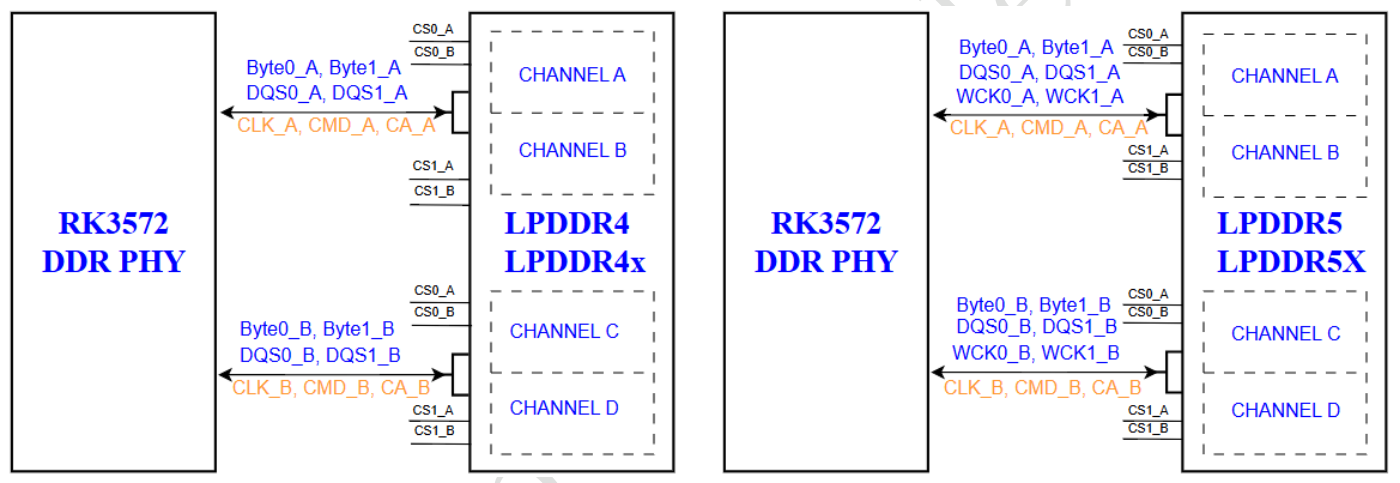 CS0_A
CS0_B
Byte0_A, Byte1_A
DQS0_A, DQS1_A
CLK_A, CMD_A, CA_A
CHANNEL A
CHANNEL B
CS1_A
CS1_B
RK3572
DDR PHY
LPDDR4
LPDDR4x
CS0_A
CS0_B
Byte0_B, Byte1_B
DQS0_B, DQS1_B
CLK_B, CMD_B, CA_B
CHANNEL C
CHANNEL D
CS1_A
CS1_B
CS0_A
CS0_B
Byte0_A, Byte1_A
DQS0_A, DQS1_A
WCK0_A, WCK1_A
CLK_A, CMD_A, CA_A
CHANNEL A
CHANNEL B
CS1_A
CS1_B
RK3572
DDR PHY
LPDDR5
LPDDR5X
CS0_A
CS0_B
Byte0_B, Byte1_B
DQS0_B, DQS1_B
WCK0_B, WCK1_B
CLK_B, CMD_B, CA_B
CHANNEL C
CHANNEL D
CS1_A
CS1_B